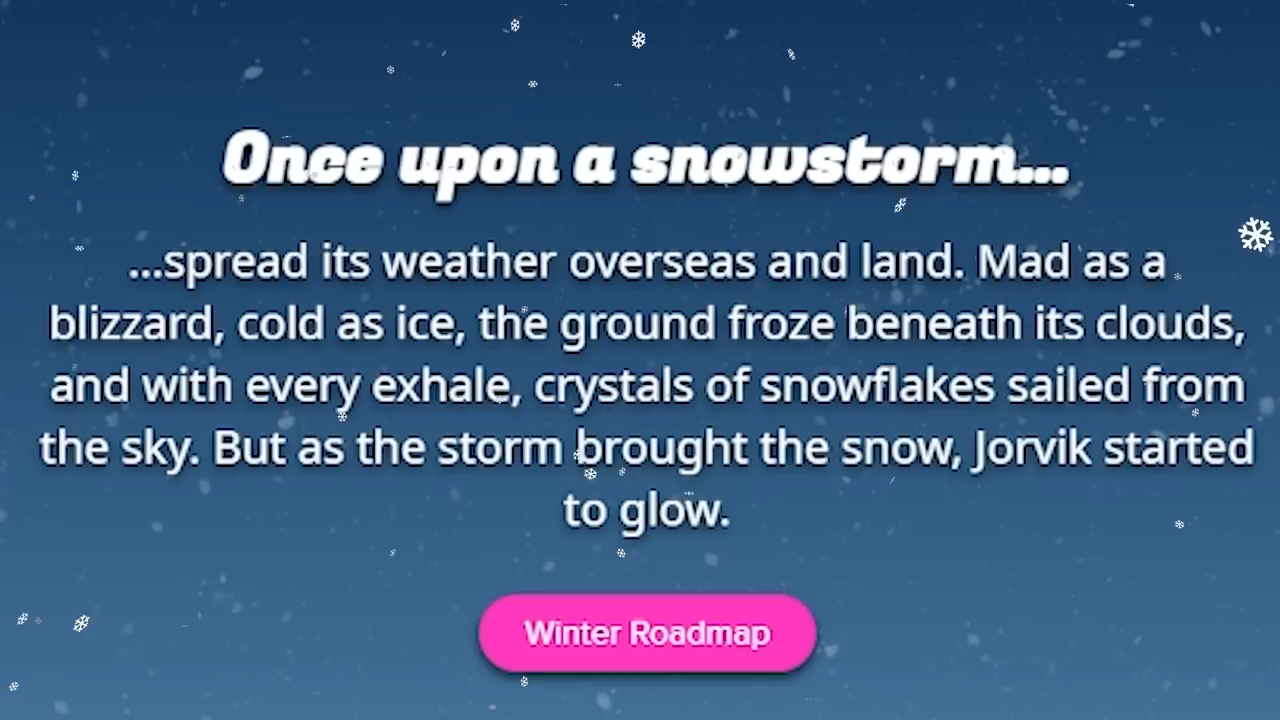 Once upon a snowstorm...
...spread its weather overseas and land. Mad as a
blizzard, cold as ice, the ground froze beneath its clouds,
and with every exhale, crystals of snowflakes sailed from
the sky. But as the storm brought the snow, Jorvik started
to glow.
Winter Roadmap